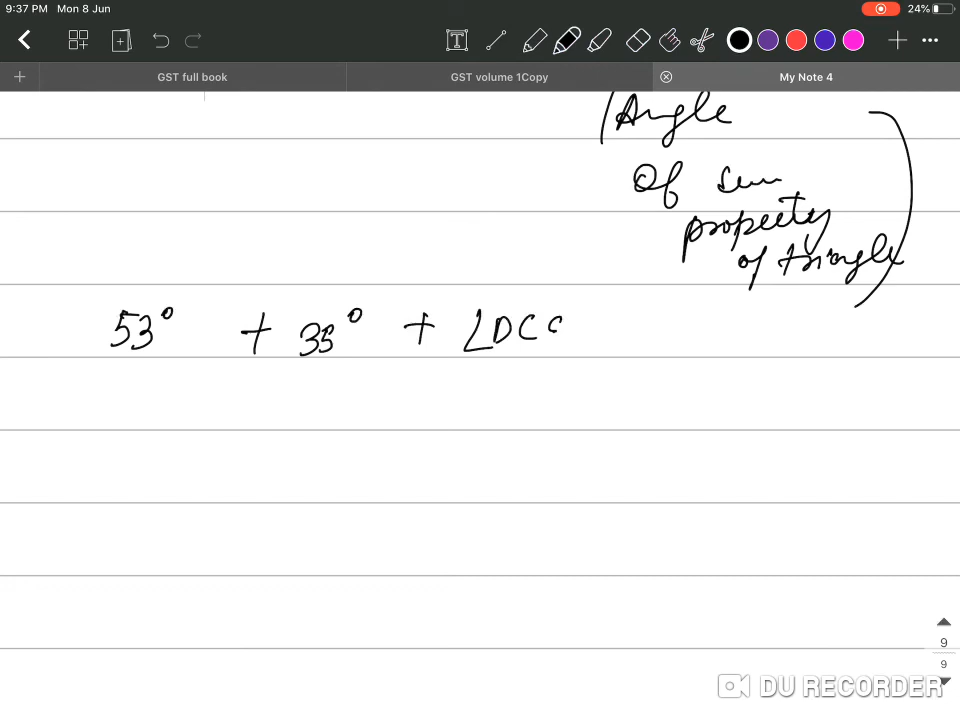 9:37 PM Mon 8 Jun
24%
GST full book
GST volume 1Copy
My Note 4
(Angle
Of sum
property
of triangle)
53° + 35° + ∠DCC
9
9
DU RECORDER